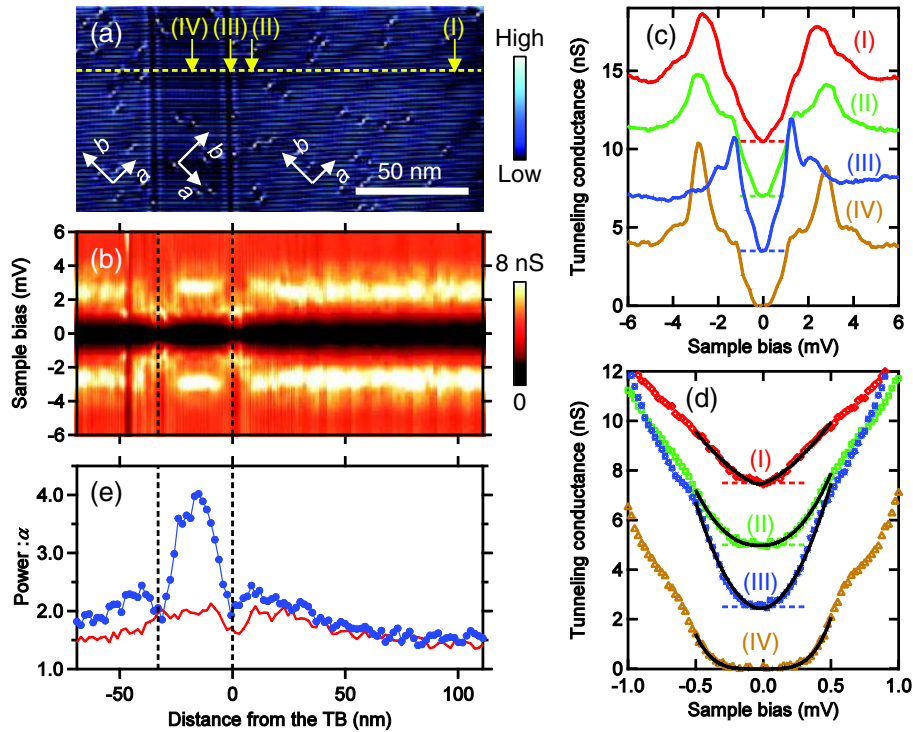 (a)
(IV) (III) (II) (I)
b
a
b
a
b
a
50 nm
High
Low
(b)
Sample bias (mV)
6
4
2
0
-2
-4
-6
8 nS
0
(e)
Power : α
4.0
3.0
2.0
1.0
-50 0 50 100
Distance from the TB (nm)
(c)
Tunneling conductance (nS)
15
10
5
0
(I)
(II)
(III)
(IV)
-6 -4 -2 0 2 4 6
Sample bias (mV)
(d)
Tunneling conductance (nS)
12
10
8
6
4
2
0
(I)
(II)
(III)
(IV)
-1.0 -0.5 0.0 0.5 1.0
Sample bias (mV)